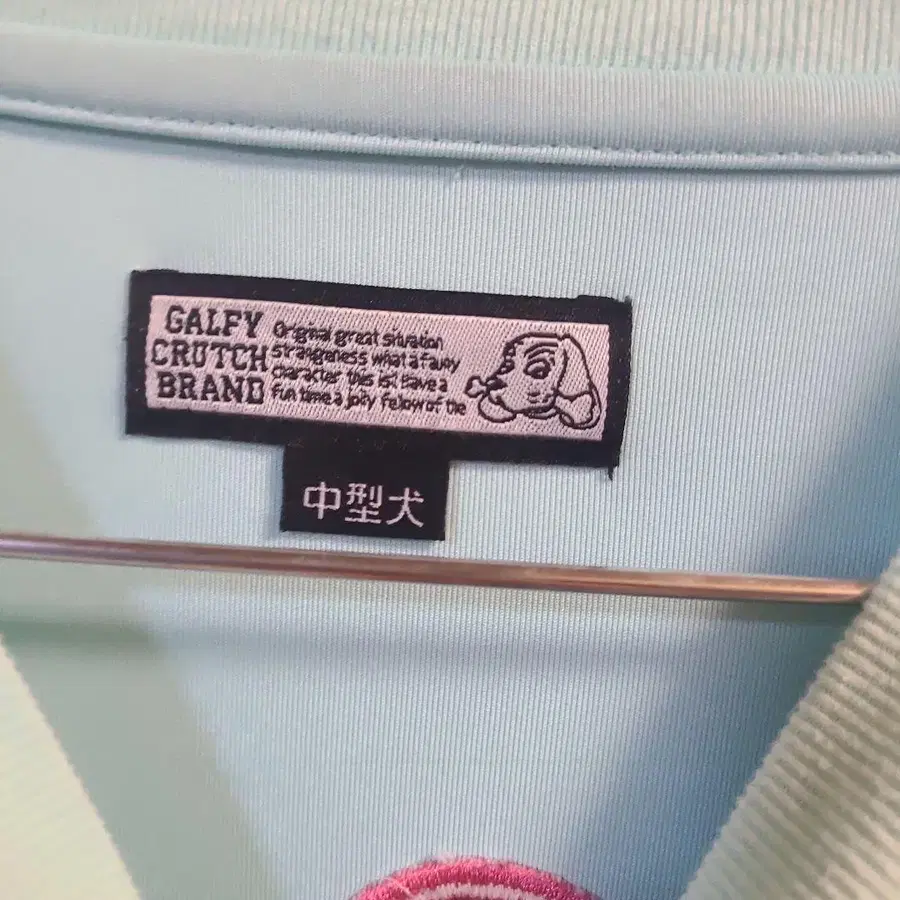 GALFY
CRUTCH
BRAND
Original great situation
strangeness what a fauny
character this is! Have a
fun time.a jolly fellow of the
中型犬